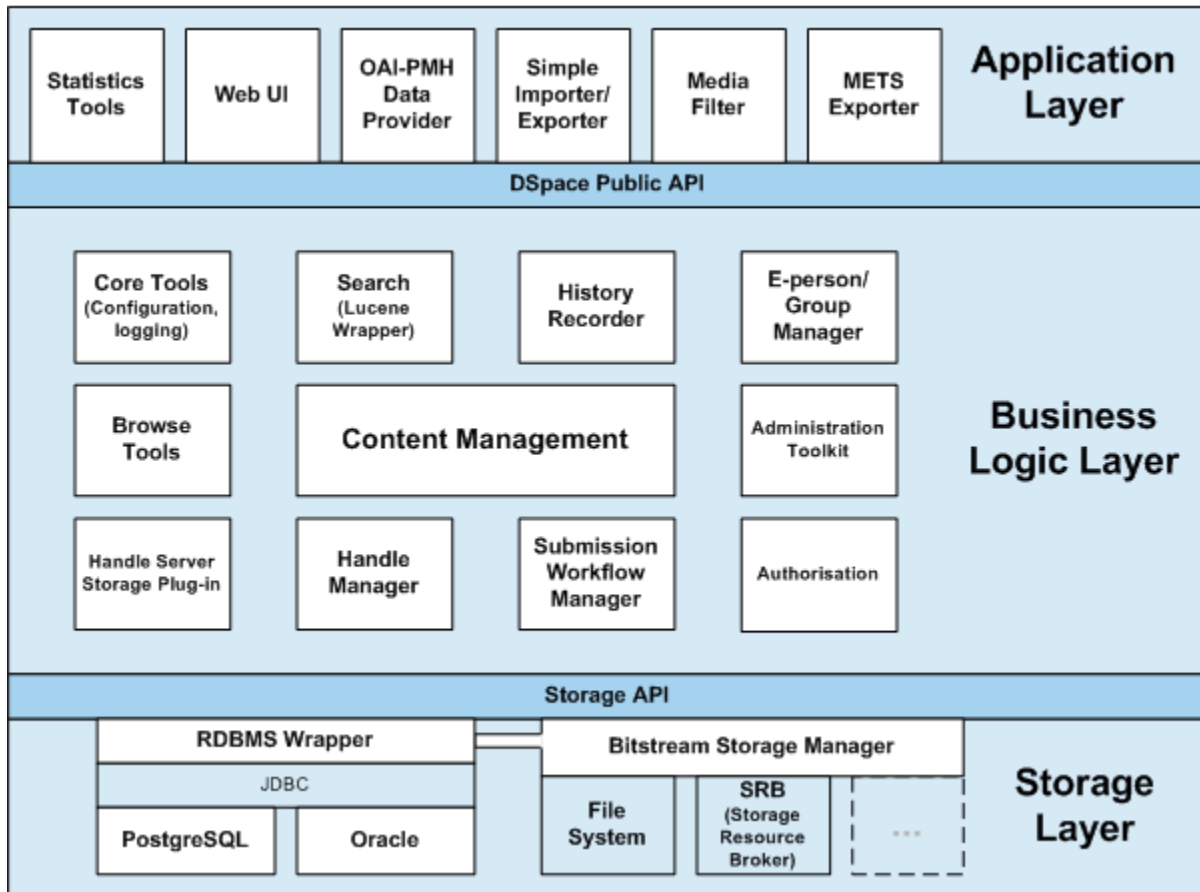 Statistics
Tools
Web UI
OAI-PMH
Data
Provider
Simple
Importer/
Exporter
Media
Filter
METS
Exporter
Application
Layer
DSpace Public API
Core Tools
(Configuration,
logging)
Search
(Lucene
Wrapper)
History
Recorder
E-person/
Group
Manager
Browse
Tools
Content Management
Administration
Toolkit
Business
Logic Layer
Handle Server
Storage Plug-in
Handle
Manager
Submission
Workflow
Manager
Authorisation
Storage API
RDBMS Wrapper
JDBC
PostgreSQL
Oracle
Bitstream Storage Manager
File
System
SRB
(Storage
Resource
Broker)
...
Storage
Layer